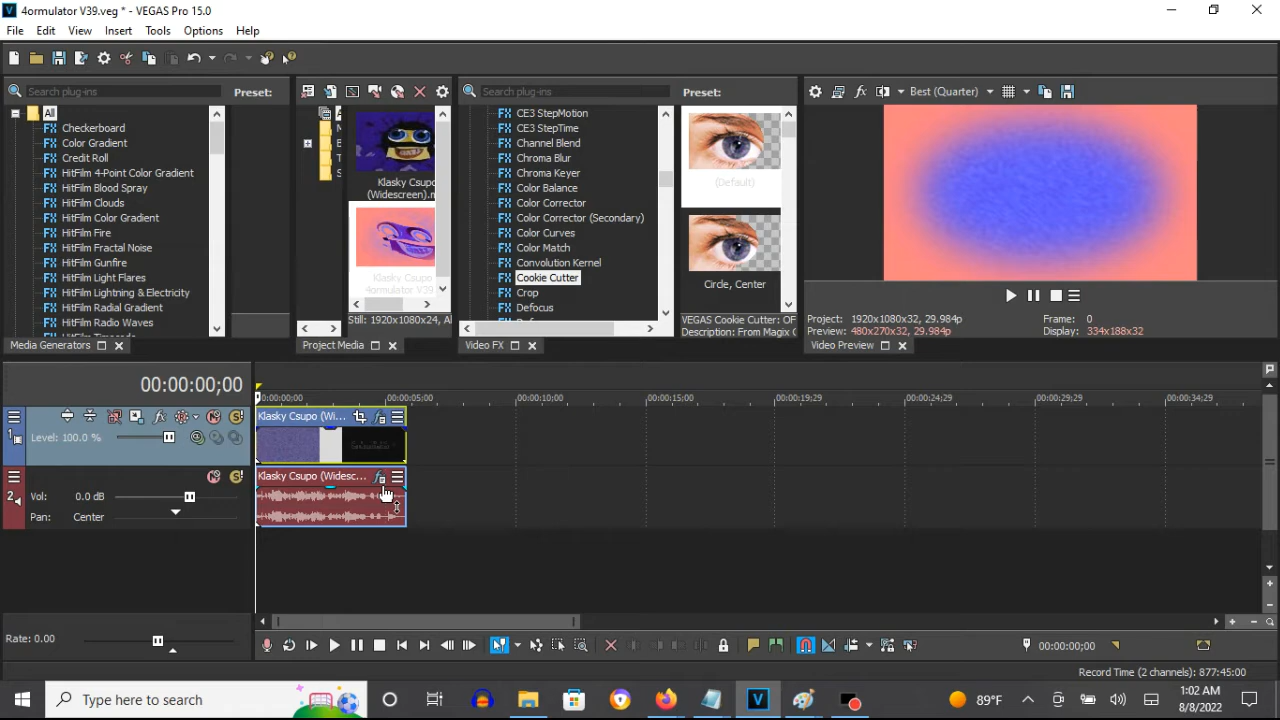 4ormulator V39.veg * - VEGAS Pro 15.0
File Edit View Insert Tools Options Help
Search plug-ins
Preset:
All
Checkerboard
Color Gradient
Credit Roll
HitFilm 4-Point Color Gradient
HitFilm Blood Spray
HitFilm Clouds
HitFilm Color Gradient
HitFilm Fire
HitFilm Fractal Noise
HitFilm Gunfire
HitFilm Light Flares
HitFilm Lightning & Electricity
HitFilm Radial Gradient
HitFilm Radio Waves
Media Generators
Klasky Csupo
(Widescreen).m
Klasky Csupo
4ormulator V39
Still: 1920x1080x24, Al
Project Media
Search plug-ins
CE3 StepMotion
CE3 StepTime
Channel Blend
Chroma Blur
Chroma Keyer
Color Balance
Color Corrector
Color Corrector (Secondary)
Color Curves
Color Match
Convolution Kernel
Cookie Cutter
Crop
Defocus
Video FX
Preset:
(Default)
Circle, Center
VEGAS Cookie Cutter: OF
Description: From Magix C
Best (Quarter)
Project: 1920x1080x32, 29.984p
Preview: 480x270x32, 29.984p
Frame: 0
Display: 334x188x32
Video Preview
00:00:00;00
00:00:00;00 00:00:05;00 00:00:10;00 00:00:15;00 00:00:19;29 00:00:24;29 00:00:29;29 00:00:34;29
1
Level: 100.0 %
Klasky Csupo (Wi...
2
Vol: 0.0 dB
Pan: Center
Klasky Csupo (Widesc...
Rate: 0.00
00:00:00;00
Record Time (2 channels): 877:45:00
Type here to search
89°F
1:02 AM
8/8/2022